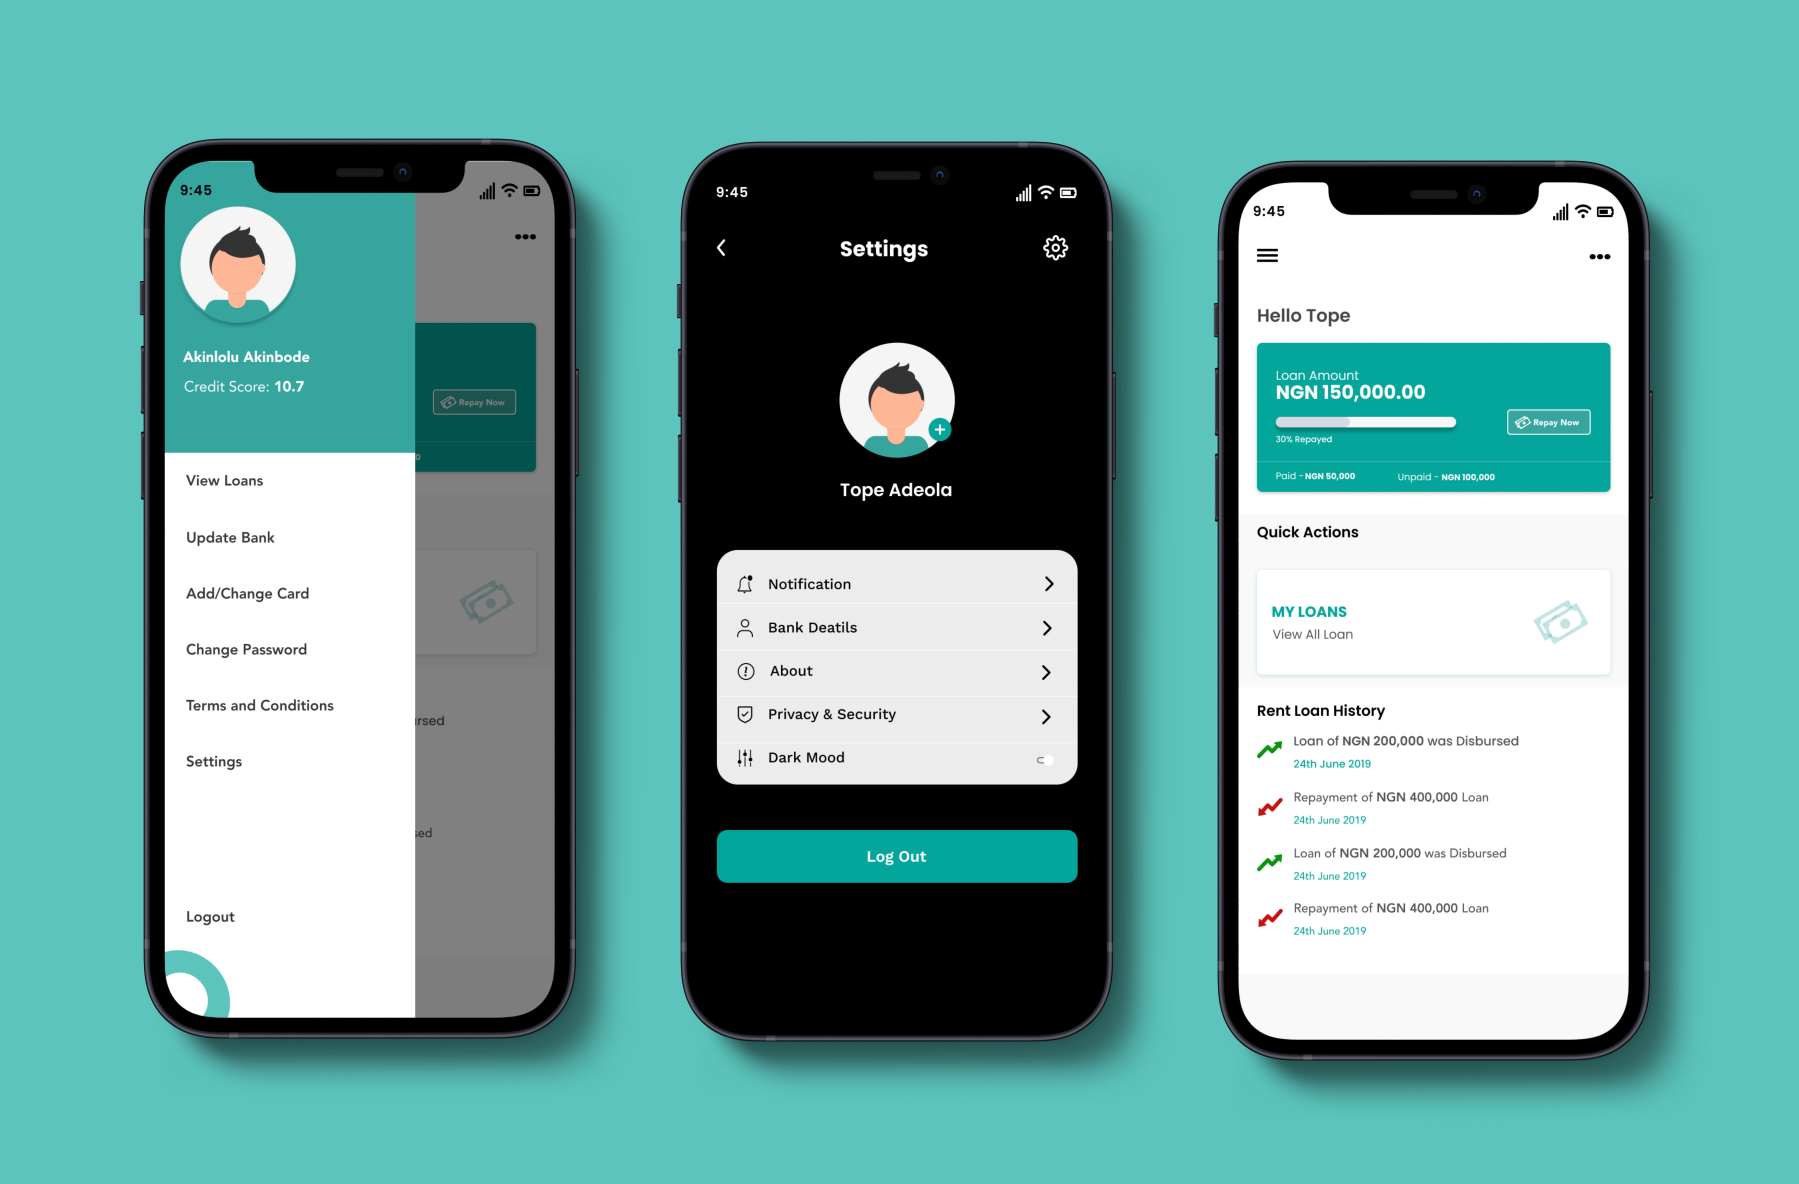 9:45
Akinlolu Akinbode
Credit Score: 10.7
View Loans
Update Bank
Add/Change Card
Change Password
Terms and Conditions
Settings
Logout
Repay Now
0
rsed
sed
9:45
Settings
Tope Adeola
Notification
Bank Deatils
About
Privacy & Security
Dark Mood
Log Out
9:45
Hello Tope
Loan Amount
NGN 150,000.00
30% Repayed
Repay Now
Paid - NGN 50,000
Unpaid - NGN 100,000
Quick Actions
MY LOANS
View All Loan
Rent Loan History
Loan of NGN 200,000 was Disbursed
24th June 2019
Repayment of NGN 400,000 Loan
24th June 2019
Loan of NGN 200,000 was Disbursed
24th June 2019
Repayment of NGN 400,000 Loan
24th June 2019